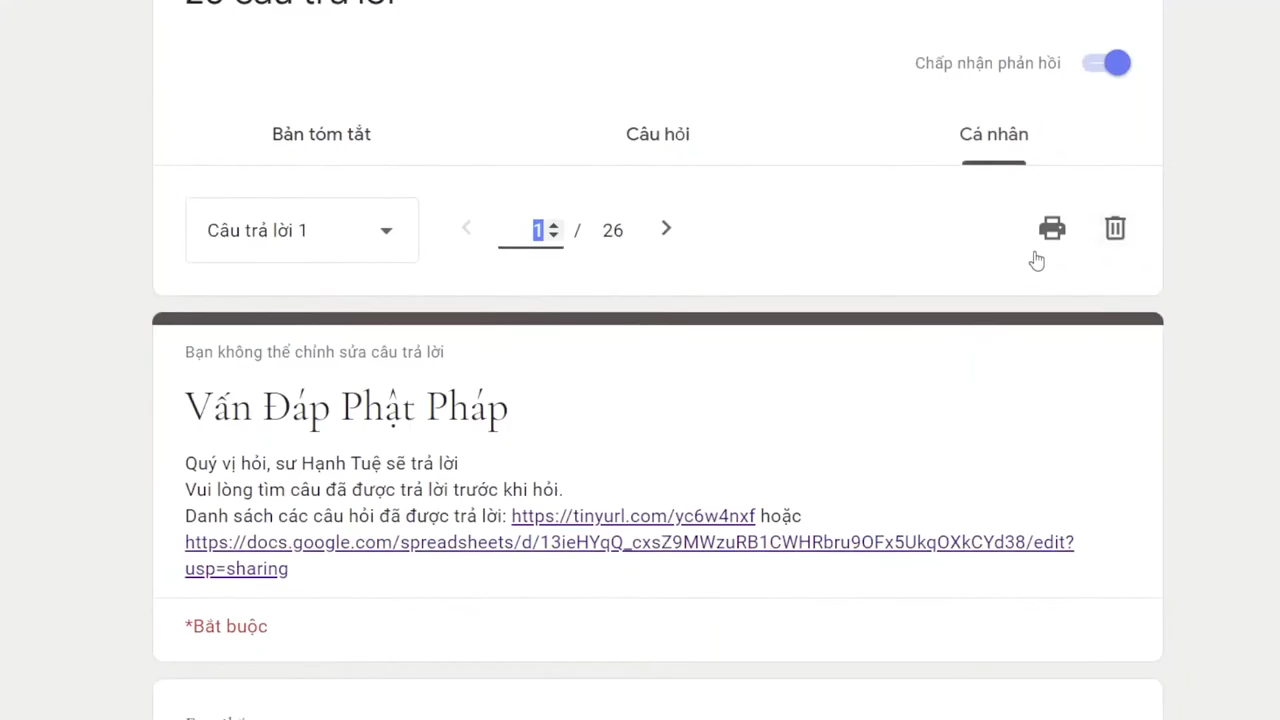 Chấp nhận phản hồi
Bản tóm tắt
Câu hỏi
Cá nhân
Câu trả lời 1
1 / 26
Bạn không thể chỉnh sửa câu trả lời
Vấn Đáp Phật Pháp
Quý vị hỏi, sư Hạnh Tuệ sẽ trả lời
Vui lòng tìm câu đã được trả lời trước khi hỏi.
Danh sách các câu hỏi đã được trả lời: https://tinyurl.com/yc6w4nxf hoặc
https://docs.google.com/spreadsheets/d/13ieHYqQ_cxsZ9MWzuRB1CWHRbru9OFx5UkqOXkCYd38/edit?
usp=sharing
*Bắt buộc